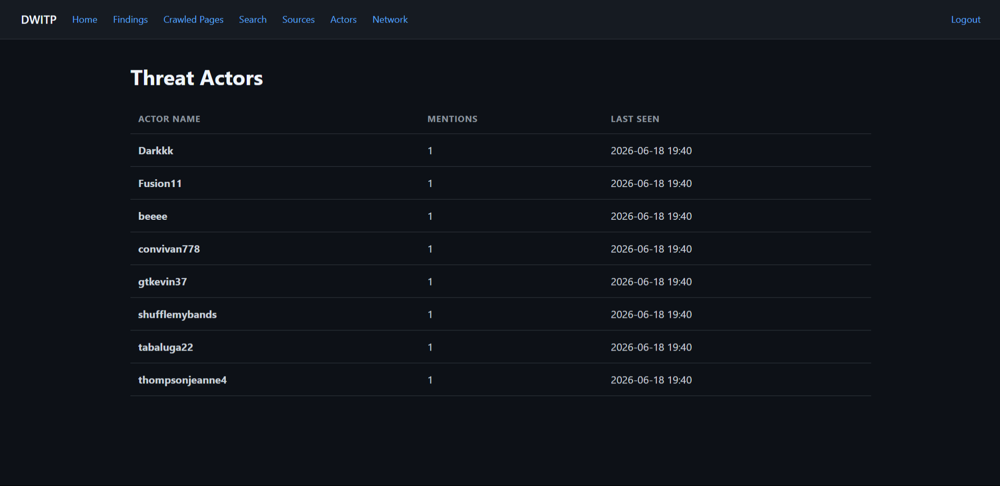 DWITP Home Findings Crawled Pages Search Sources Actors Network Logout
Threat Actors
ACTOR NAME MENTIONS LAST SEEN
Darkkk 1 2026-06-18 19:40
Fusion11 1 2026-06-18 19:40
beeee 1 2026-06-18 19:40
convivan778 1 2026-06-18 19:40
gtkevin37 1 2026-06-18 19:40
shufflemybands 1 2026-06-18 19:40
tabaluga22 1 2026-06-18 19:40
thompsonjeanne4 1 2026-06-18 19:40